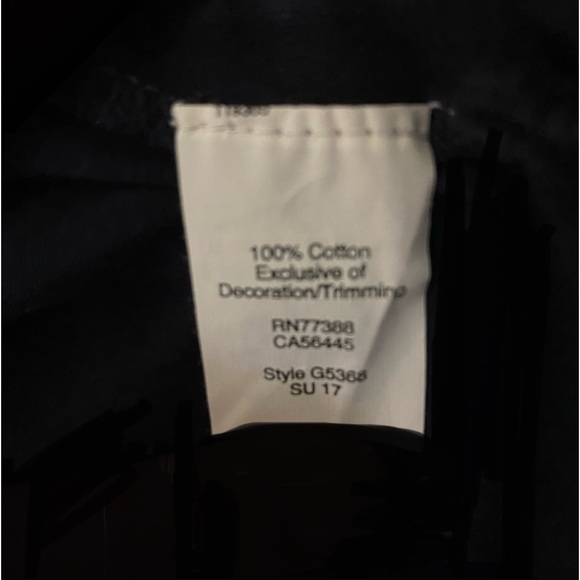 100% Cotton
Exclusive of
Decoration/Trimming
RN77388
CA56445
Style G5368
SU 17